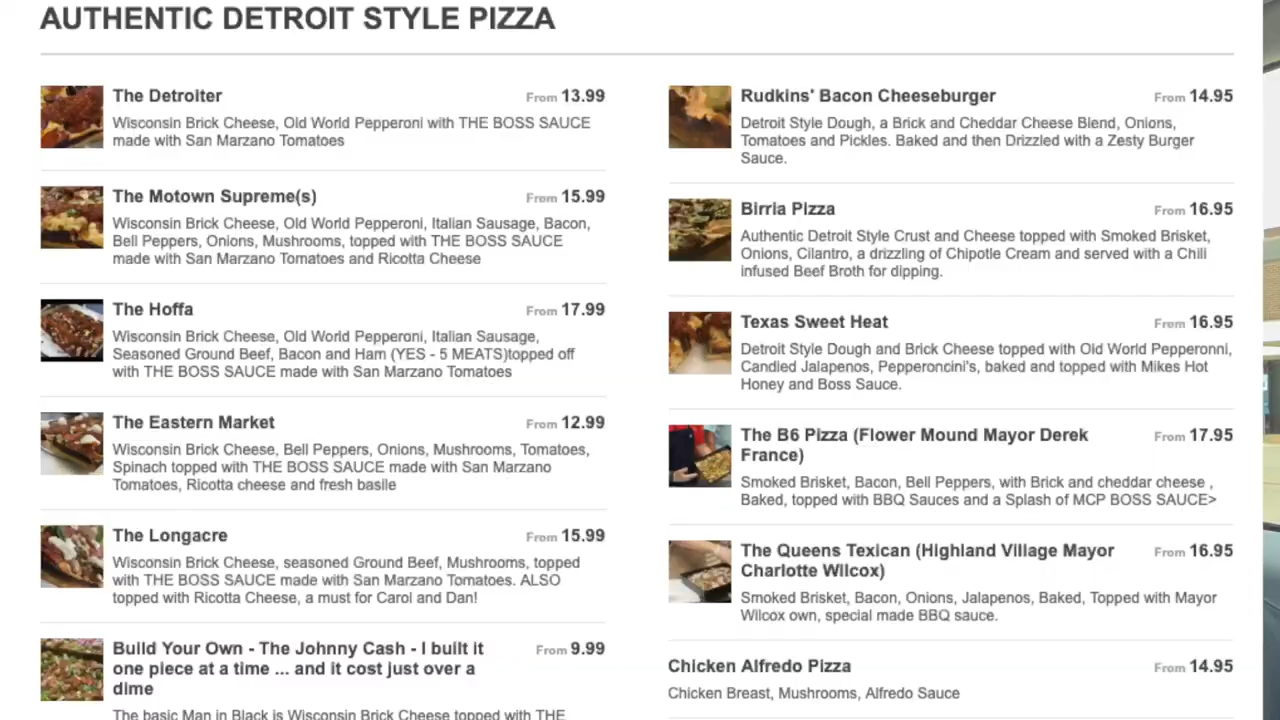 AUTHENTIC DETROIT STYLE PIZZA
The Detroiter
From 13.99
Wisconsin Brick Cheese, Old World Pepperoni with THE BOSS SAUCE
made with San Marzano Tomatoes
The Motown Supreme(s)
From 15.99
Wisconsin Brick Cheese, Old World Pepperoni, Italian Sausage, Bacon,
Bell Peppers, Onions, Mushrooms, topped with THE BOSS SAUCE
made with San Marzano Tomatoes and Ricotta Cheese
The Hoffa
From 17.99
Wisconsin Brick Cheese, Old World Pepperoni, Italian Sausage,
Seasoned Ground Beef, Bacon and Ham (YES - 5 MEATS)topped off
with THE BOSS SAUCE made with San Marzano Tomatoes
The Eastern Market
From 12.99
Wisconsin Brick Cheese, Bell Peppers, Onions, Mushrooms, Tomatoes,
Spinach topped with THE BOSS SAUCE made with San Marzano
Tomatoes, Ricotta cheese and fresh basile
The Longacre
From 15.99
Wisconsin Brick Cheese, seasoned Ground Beef, Mushrooms, topped
with THE BOSS SAUCE made with San Marzano Tomatoes. ALSO
topped with Ricotta Cheese, a must for Carol and Dan!
Build Your Own - The Johnny Cash - I built it
From 9.99
one piece at a time ... and it cost just over a
dime
The basic Man in Black is Wisconsin Brick Cheese topped with THE
Rudkins' Bacon Cheeseburger
From 14.95
Detroit Style Dough, a Brick and Cheddar Cheese Blend, Onions,
Tomatoes and Pickles. Baked and then Drizzled with a Zesty Burger
Sauce.
Birria Pizza
From 16.95
Authentic Detroit Style Crust and Cheese topped with Smoked Brisket,
Onions, Cilantro, a drizzling of Chipotle Cream and served with a Chili
infused Beef Broth for dipping.
Texas Sweet Heat
From 16.95
Detroit Style Dough and Brick Cheese topped with Old World Pepperonni,
Candied Jalapenos, Pepperoncini's, baked and topped with Mikes Hot
Honey and Boss Sauce.
The B6 Pizza (Flower Mound Mayor Derek
From 17.95
France)
Smoked Brisket, Bacon, Bell Peppers, with Brick and cheddar cheese ,
Baked, topped with BBQ Sauces and a Splash of MCP BOSS SAUCE>
The Queens Texican (Highland Village Mayor
From 16.95
Charlotte Wilcox)
Smoked Brisket, Bacon, Onions, Jalapenos, Baked, Topped with Mayor
Wilcox own, special made BBQ sauce.
Chicken Alfredo Pizza
From 14.95
Chicken Breast, Mushrooms, Alfredo Sauce